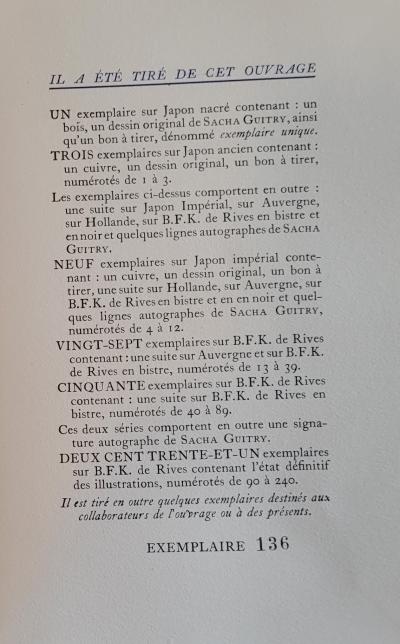 IL A ÉTÉ TIRÉ DE CET OUVRAGE
UN exemplaire sur Japon nacré contenant : un
bois, un dessin original de SACHA GUITRY, ainsi
qu'un bon à tirer, dénommé exemplaire unique.
TROIS exemplaires sur Japon ancien contenant :
un cuivre, un dessin original, un bon à tirer,
numérotés de 1 à 3.
Les exemplaires ci-dessus comportent en outre :
une suite sur Japon Impérial, sur Auvergne,
sur Hollande, sur B.F.K. de Rives en bistre et
en noir et quelques lignes autographes de SACHA
GUITRY.
NEUF exemplaires sur Japon impérial conte-
nant : un cuivre, un dessin original, un bon à
tirer, une suite sur Hollande, sur Auvergne, sur
B.F.K. de Rives en bistre et en en noir et quel-
ques lignes autographes de SACHA GUITRY,
numérotés de 4 à 12.
VINGT-SEPT exemplaires sur B.F.K. de Rives
contenant : une suite sur Auvergne et sur B.F.K.
de Rives en bistre, numérotés de 13 à 39.
CINQUANTE exemplaires sur B.F.K. de Rives
contenant : une suite sur B.F.K. de Rives en
bistre, numérotés de 40 à 89.
Ces deux séries comportent en outre une signa-
ture autographe de SACHA GUITRY.
DEUX CENT TRENTE-ET-UN exemplaires
sur B.F.K. de Rives contenant l'état définitif
des illustrations, numérotés de 90 à 240.
Il est tiré en outre quelques exemplaires destinés aux
collaborateurs de l'ouvrage ou à des présents.
EXEMPLAIRE 136